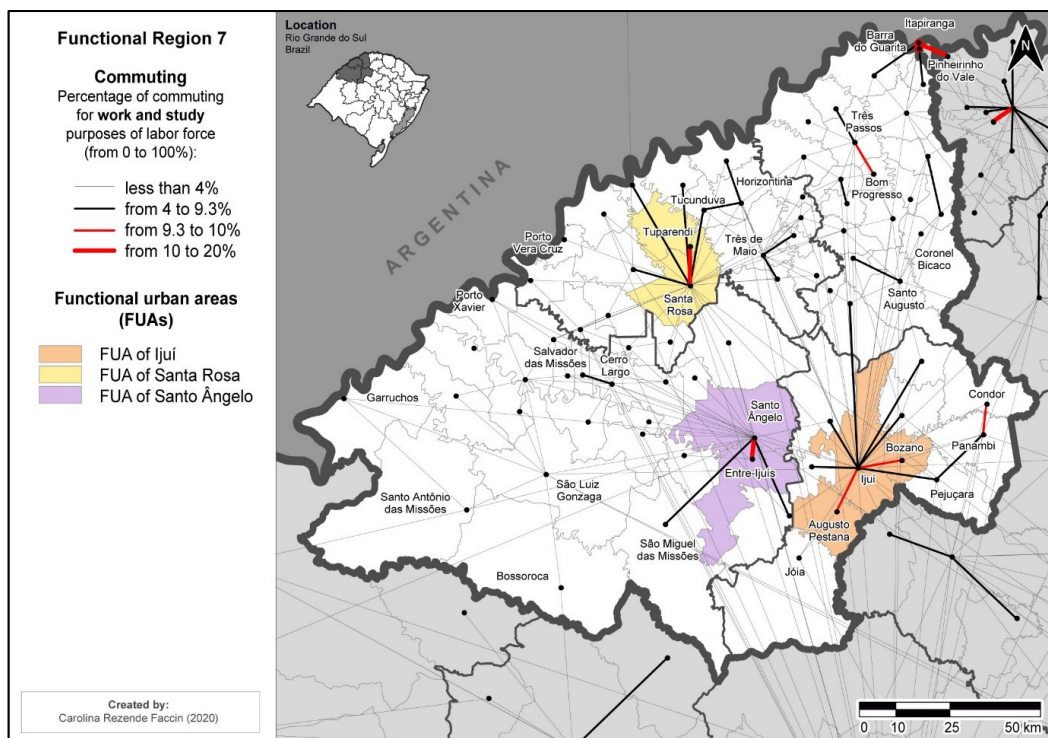 Functional Region 7
Commuting
Percentage of commuting
for work and study
purposes of labor force
(from 0 to 100%):
less than 4%
from 4 to 9.3%
from 9.3 to 10%
from 10 to 20%
Functional urban areas
(FUAs)
FUA of Ijuí
FUA of Santa Rosa
FUA of Santo Ângelo
Created by:
Carolina Rezende Faccin (2020)
Location
Rio Grande do Sul
Brazil
ARGENTINA
Itapiranga
Barra
do Guarita
N
Pinheirinho
do Vale
Três
Passos
Bom
Progresso
Horizontina
Tucunduva
Tuparendi
Três de
Maio
Porto
Vera Cruz
Coronel
Bicaco
Santo
Augusto
Santa
Rosa
Porto
Xavier
Salvador
das Missões
Cerro
Largo
Garruchos
Santo
Ângelo
Condor
Bozano
Panambi
Entre-Ijuís
Ijuí
Pejuçara
São Luiz
Gonzaga
Santo Antônio
das Missões
Augusto
Pestana
São Miguel
das Missões
Jóia
Bossoroca
0 10 25 50 km